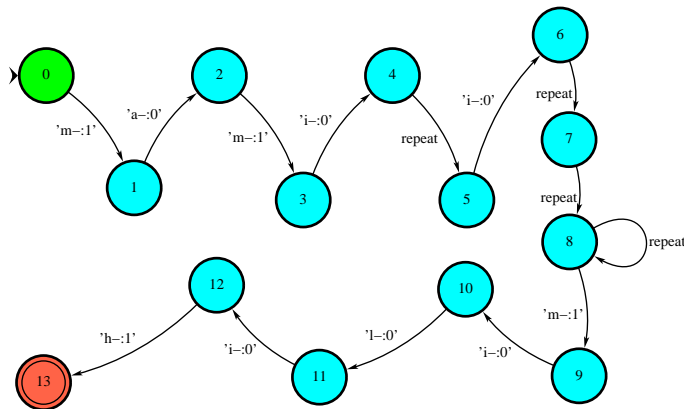 0
'm–:1'
1
'a–:0'
2
'm–:1'
3
'i–:0'
4
repeat
5
'i–:0'
6
repeat
7
repeat
8
repeat
'm–:1'
9
'i–:0'
10
'l–:0'
11
'i–:0'
12
'h–:1'
13